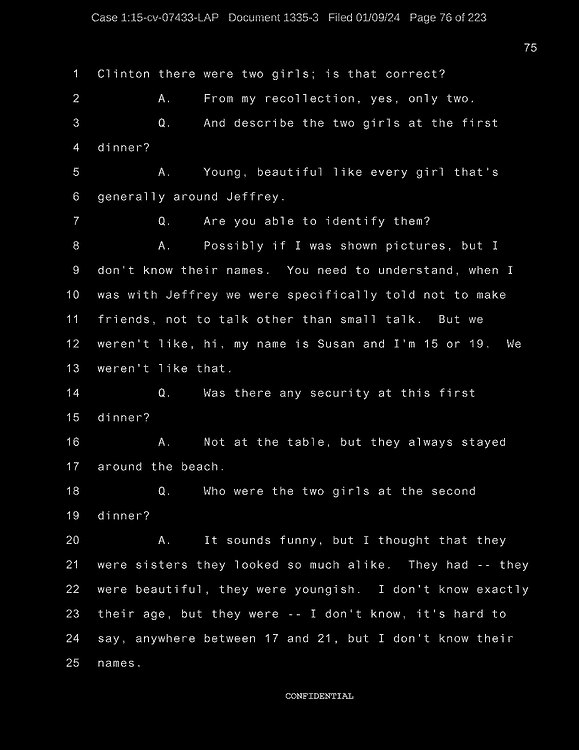 Case 1:15-cv-07433-LAP Document 1335-3 Filed 01/09/24 Page 76 of 223
75
1 Clinton there were two girls; is that correct?
2 A. From my recollection, yes, only two.
3 Q. And describe the two girls at the first
4 dinner?
5 A. Young, beautiful like every girl that's
6 generally around Jeffrey.
7 Q. Are you able to identify them?
8 A. Possibly if I was shown pictures, but I
9 don't know their names. You need to understand, when I
10 was with Jeffrey we were specifically told not to make
11 friends, not to talk other than small talk. But we
12 weren't like, hi, my name is Susan and I'm 15 or 19. We
13 weren't like that.
14 Q. Was there any security at this first
15 dinner?
16 A. Not at the table, but they always stayed
17 around the beach.
18 Q. Who were the two girls at the second
19 dinner?
20 A. It sounds funny, but I thought that they
21 were sisters they looked so much alike. They had -- they
22 were beautiful, they were youngish. I don't know exactly
23 their age, but they were -- I don't know, it's hard to
24 say, anywhere between 17 and 21, but I don't know their
25 names.
CONFIDENTIAL